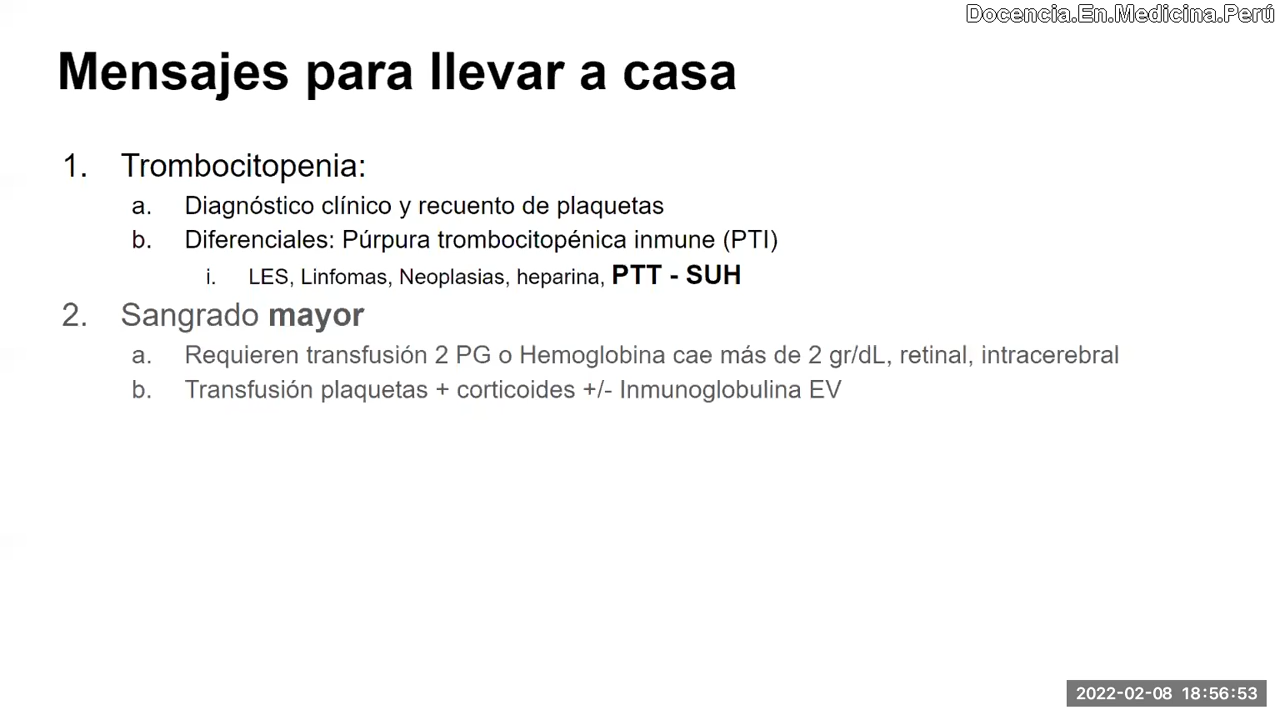 Docencia.En.Medicina.Perú
Mensajes para llevar a casa
1. Trombocitopenia:
a. Diagnóstico clínico y recuento de plaquetas
b. Diferenciales: Púrpura trombocitopénica inmune (PTI)
i. LES, Linfomas, Neoplasias, heparina, PTT - SUH
2. Sangrado mayor
a. Requieren transfusión 2 PG o Hemoglobina cae más de 2 gr/dL, retinal, intracerebral
b. Transfusión plaquetas + corticoides +/- Inmunoglobulina EV
2022-02-08 18:56:53